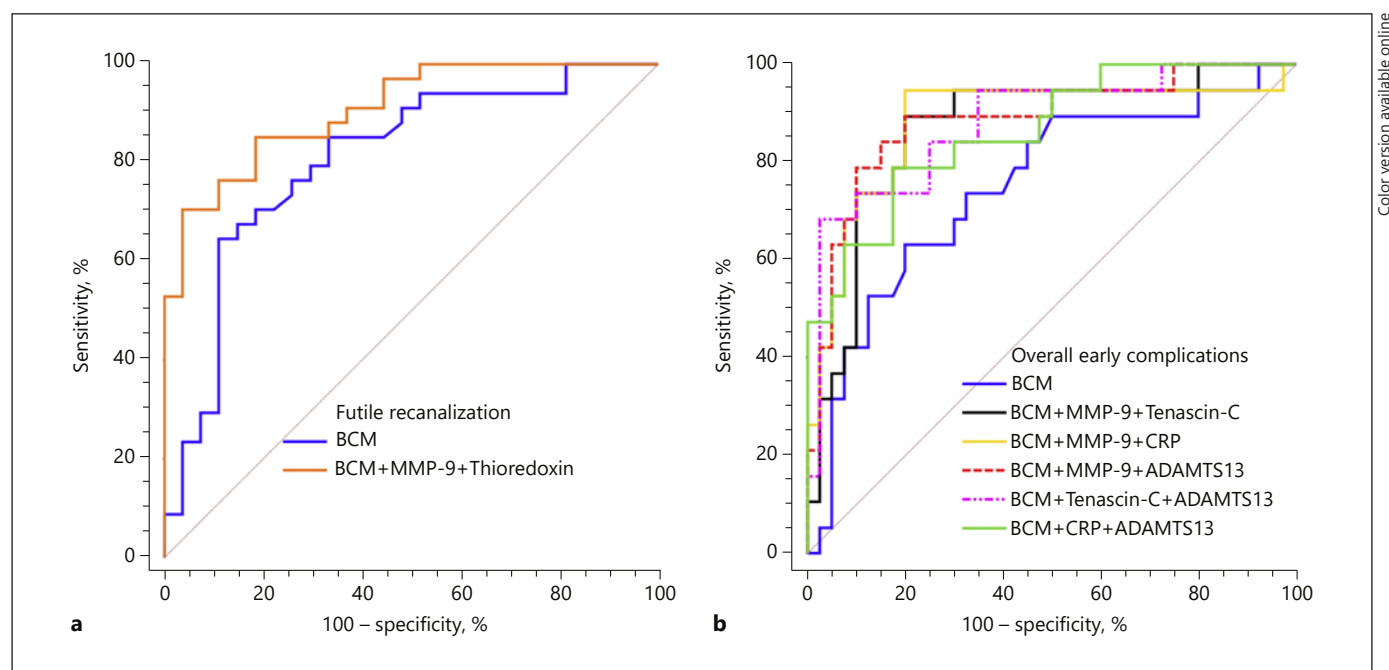 Color version available online
100
80
60
40
20
0
Sensitivity, %
Futile recanalization
BCM
BCM+MMP-9+Thioredoxin
0 20 40 60 80 100
a
100 – specificity, %
100
80
60
40
20
0
Sensitivity, %
Overall early complications
BCM
BCM+MMP-9+Tenascin-C
BCM+MMP-9+CRP
BCM+MMP-9+ADAMTS13
BCM+Tenascin-C+ADAMTS13
BCM+CRP+ADAMTS13
0 20 40 60 80 100
b
100 – specificity, %